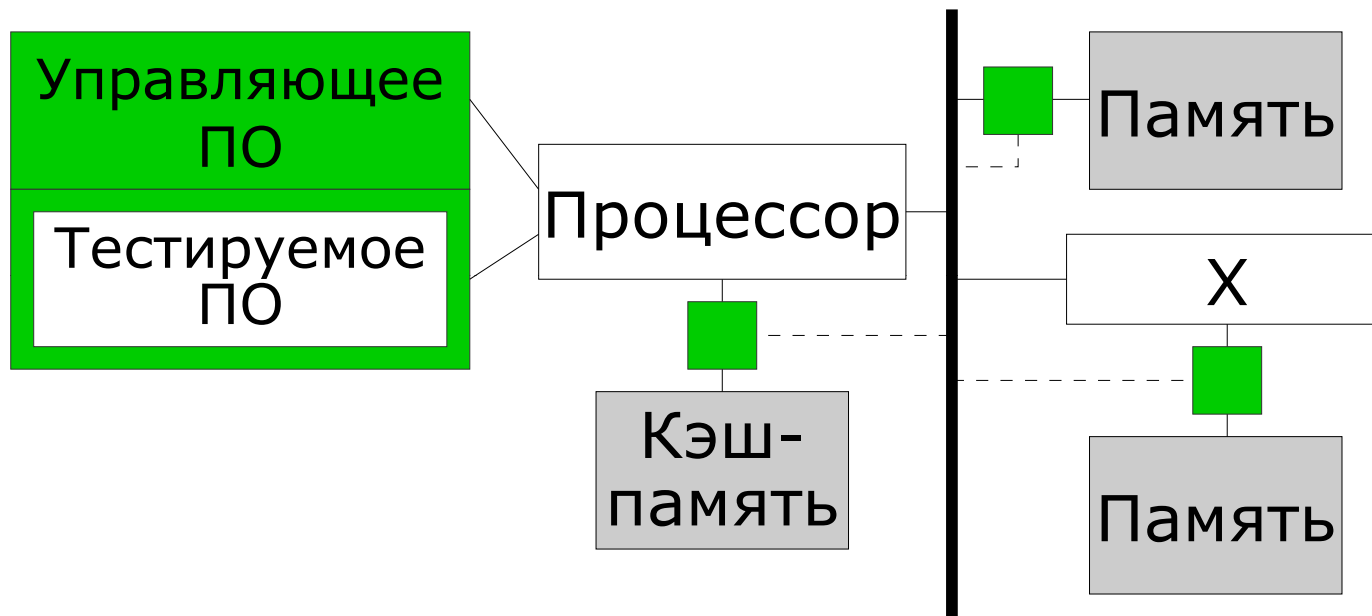 Управляющее
ПО
Тестируемое
ПО
Процессор
Кэш-
память
Память
X
Память